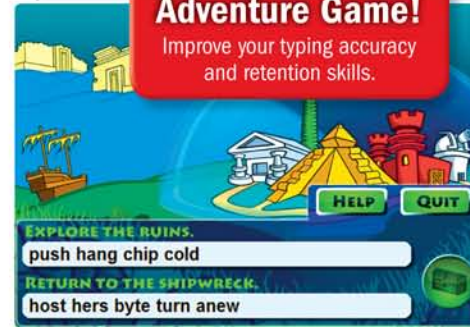 Adventure Game!
Improve your typing accuracy
and retention skills.
HELP QUIT
EXPLORE THE RUINS.
push hang chip cold
RETURN TO THE SHIPWRECK.
host hers byte turn anew